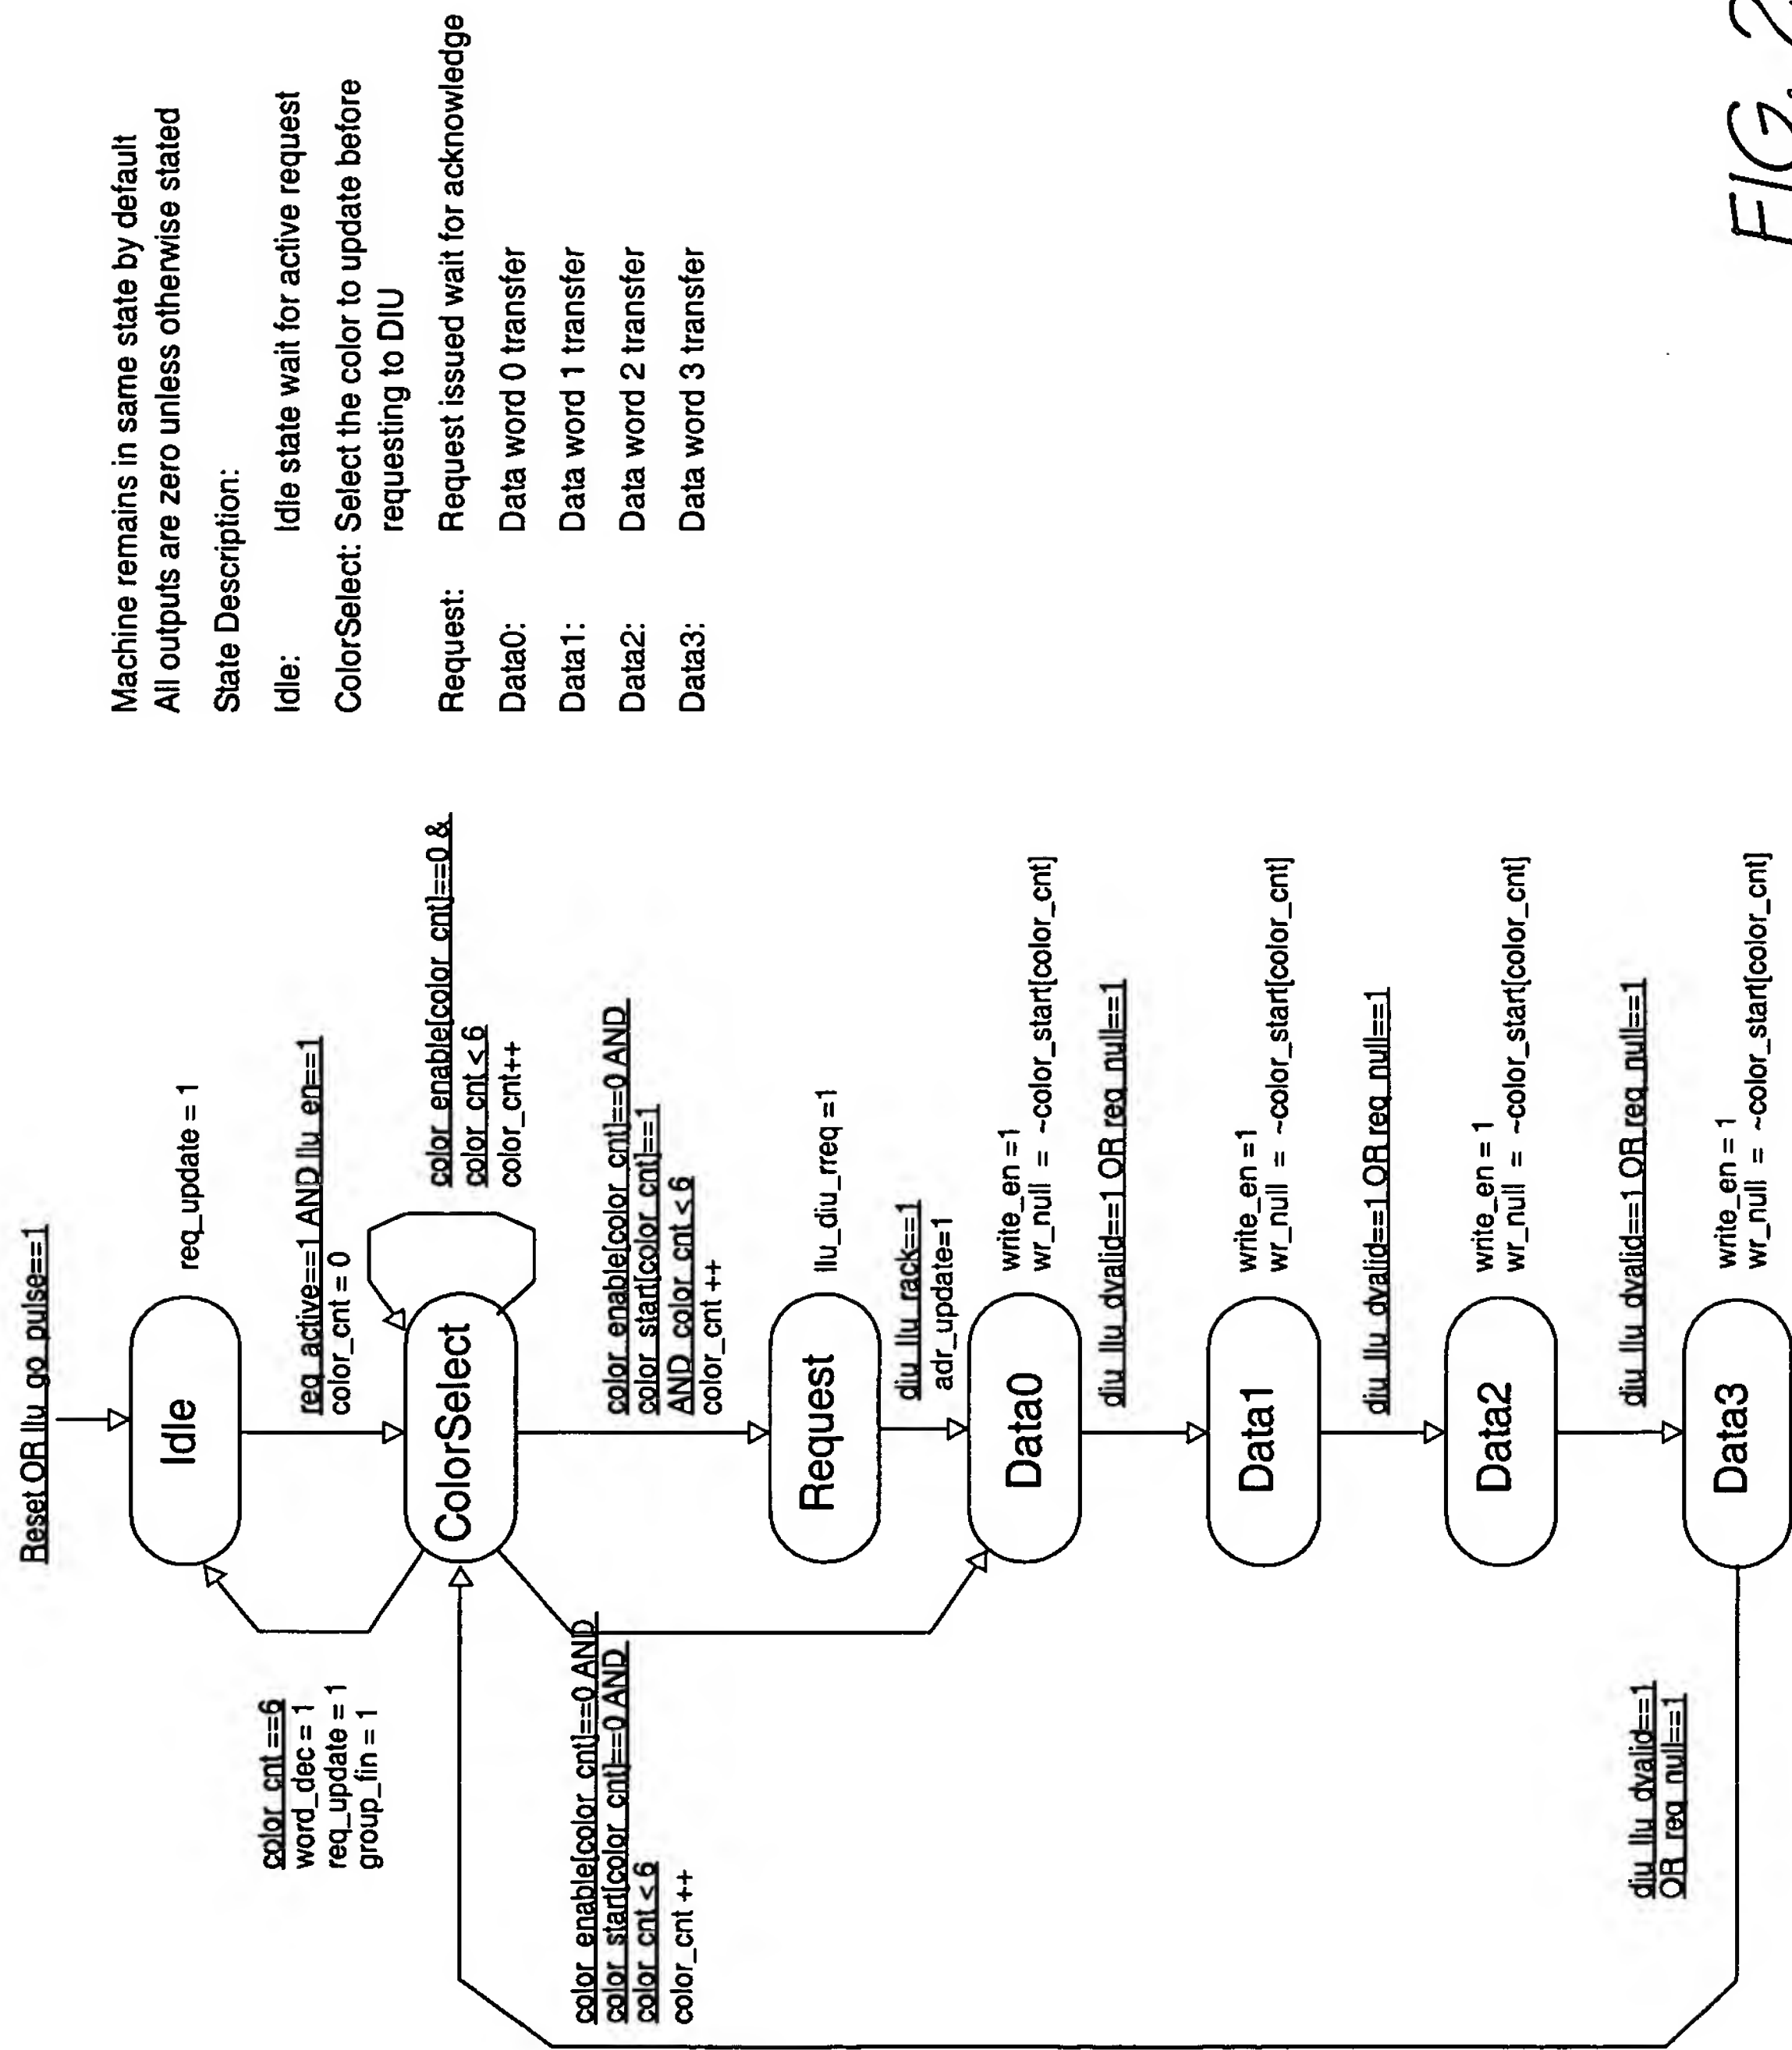 Reset OR llu_go_pulse==1
Idle
req_update = 1
color_cnt ==6
word_dec = 1
req_update = 1
group_fin = 1
req_active==1 AND llu_en==1
color_cnt = 0
ColorSelect
color_enable[color_cnt]==0 &
color_cnt < 6
color_cnt++
color_enable[color_cnt]==0 AND
color_start[color_cnt]==0 AND
color_cnt < 6
color_cnt ++
color_enable[color_cnt]==0 AND
color_start[color_cnt]==1
AND color_cnt < 6
color_cnt ++
Request
llu_diu_rreq =1
diu_llu_rack==1
adr_update=1
Data0
write_en =1
wr_null = ~color_start[color_cnt]
diu_llu_dvalid==1 OR req_null==1
Data1
write_en =1
wr_null = ~color_start[color_cnt]
diu_llu_dvalid==1 OR req_null==1
Data2
write_en = 1
wr_null = ~color_start[color_cnt]
diu_llu_dvalid==1 OR req_null==1
Data3
write_en = 1
wr_null = ~color_start[color_cnt]
diu_llu_dvalid==1
OR req_null==1
Machine remains in same state by default
All outputs are zero unless otherwise stated
State Description:
Idle: Idle state wait for active request
ColorSelect: Select the color to update before
requesting to DIU
Request: Request issued wait for acknowledge
Data0: Data word 0 transfer
Data1: Data word 1 transfer
Data2: Data word 2 transfer
Data3: Data word 3 transfer
FIG. 2